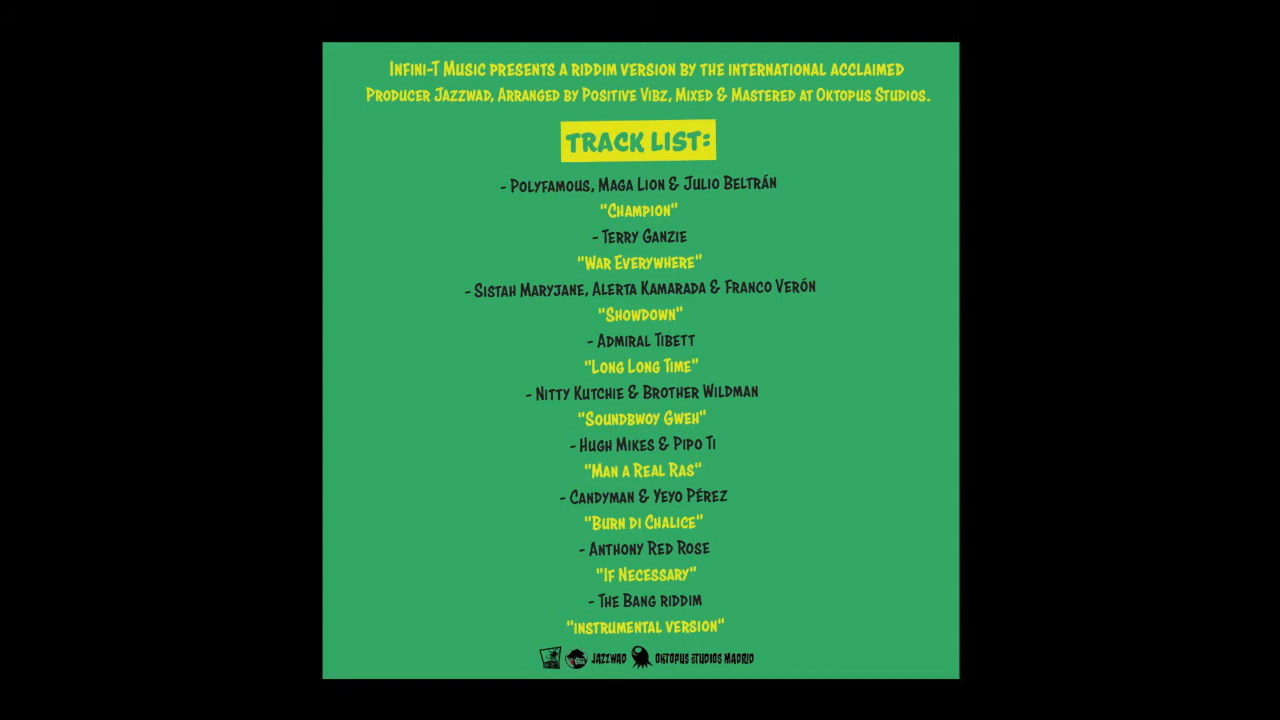 Infini-T Music presents a riddim version by the international acclaimed
Producer Jazzwad, Arranged by Positive Vibz, Mixed & Mastered at Oktopus Studios.
TRACK LIST:
- Polyfamous, Maga Lion & Julio Beltrán
"Champion"
- Terry Ganzie
"War Everywhere"
- Sistah Maryjane, Alerta Kamarada & Franco Verón
"Showdown"
- Admiral Tibett
"Long Long Time"
- Nitty Kutchie & Brother Wildman
"Soundbwoy Gweh"
- Hugh Mikes & Pipo Ti
"Man a Real Ras"
- Candyman & Yeyo Pérez
"Burn di Chalice"
- Anthony Red Rose
"If Necessary"
- The Bang riddim
"instrumental version"
JAZZWAD OKTOPUS STUDIOS MADRID